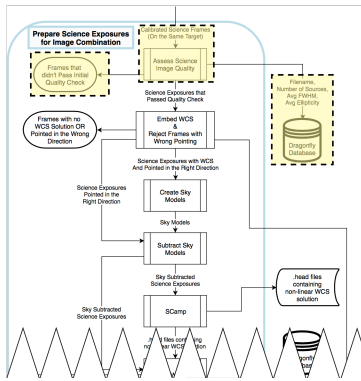 Prepare Science Exposures
for Image Combination
Calibrated Science Frames
(On the Same Target)
Frames that
didn't Pass Initial
Quality Check
Assess Science
Image Quality
Filename,
Number of Sources,
Avg FWHM,
Avg Ellipticity
Dragonfly
Database
Science Exposures that
Passed Quality Check
Frames with no
WCS Solution OR
Pointed in the Wrong
Direction
Embed WCS
&
Reject Frames with
Wrong Pointing
Science Exposures with WCS
And Pointed in the Right Direction
Science Exposures
Pointed in the
Right Direction
Create Sky
Models
Sky Models
Subtract Sky
Models
Sky Subtracted
Science Exposures
Sky Subtracted
Science Exposures
SCamp
.head files
containing
non-linear WCS
solution
.head files con
WCS